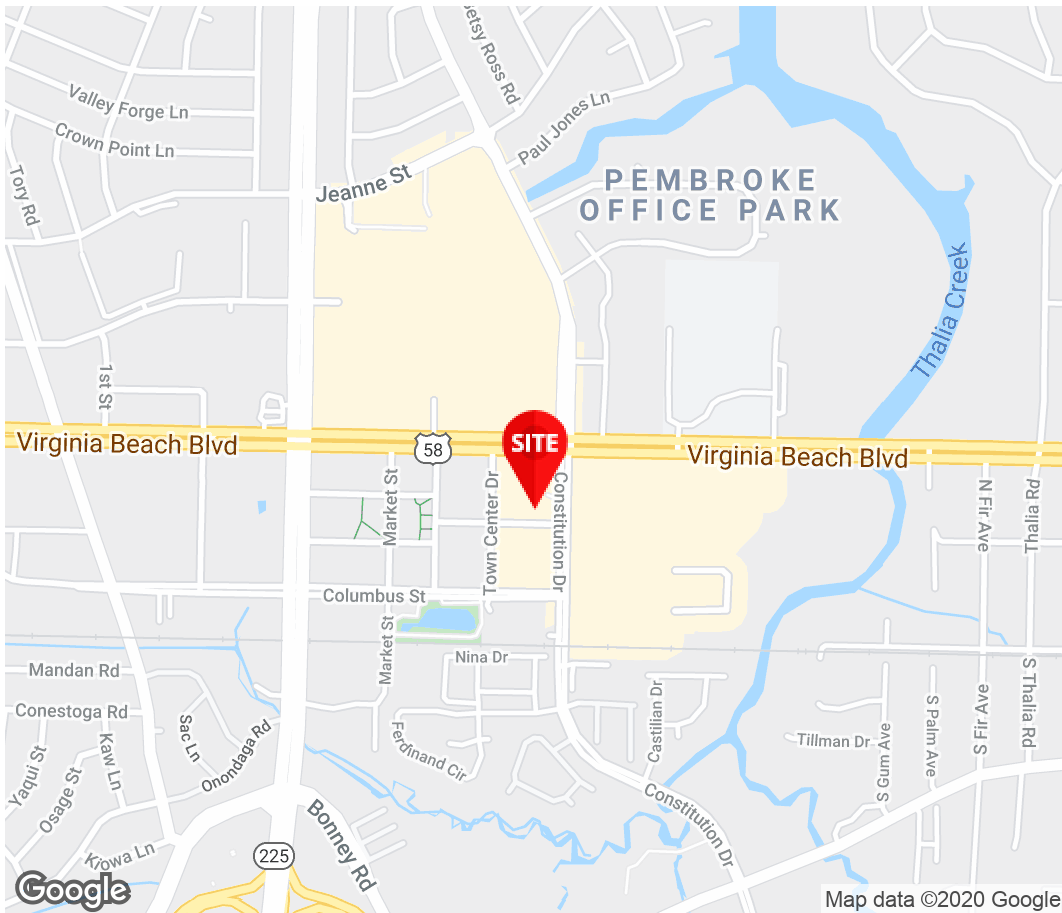 Betsy Ross Rd
Valley Forge Ln
Paul Jones Ln
Crown Point Ln
Tory Rd
Jeanne St
PEMBROKE
OFFICE PARK
Thalia Creek
1st St
SITE
Virginia Beach Blvd
58
Virginia Beach Blvd
Market St
Town Center Dr
Constitution Dr
N Fir Ave
Thalia Rd
Columbus St
Market St
Nina Dr
Mandan Rd
Conestoga Rd
Sac Ln
Onondaga Rd
Kaw Ln
Yaqui St
Osage St
Ferdinand Cir
Castilian Dr
Tillman Dr
S Gum Ave
S Palm Ave
S Fir Ave
S Thalia Rd
Constitution Dr
Bonney Rd
Kiowa Ln
225
Google
Map data ©2020 Google